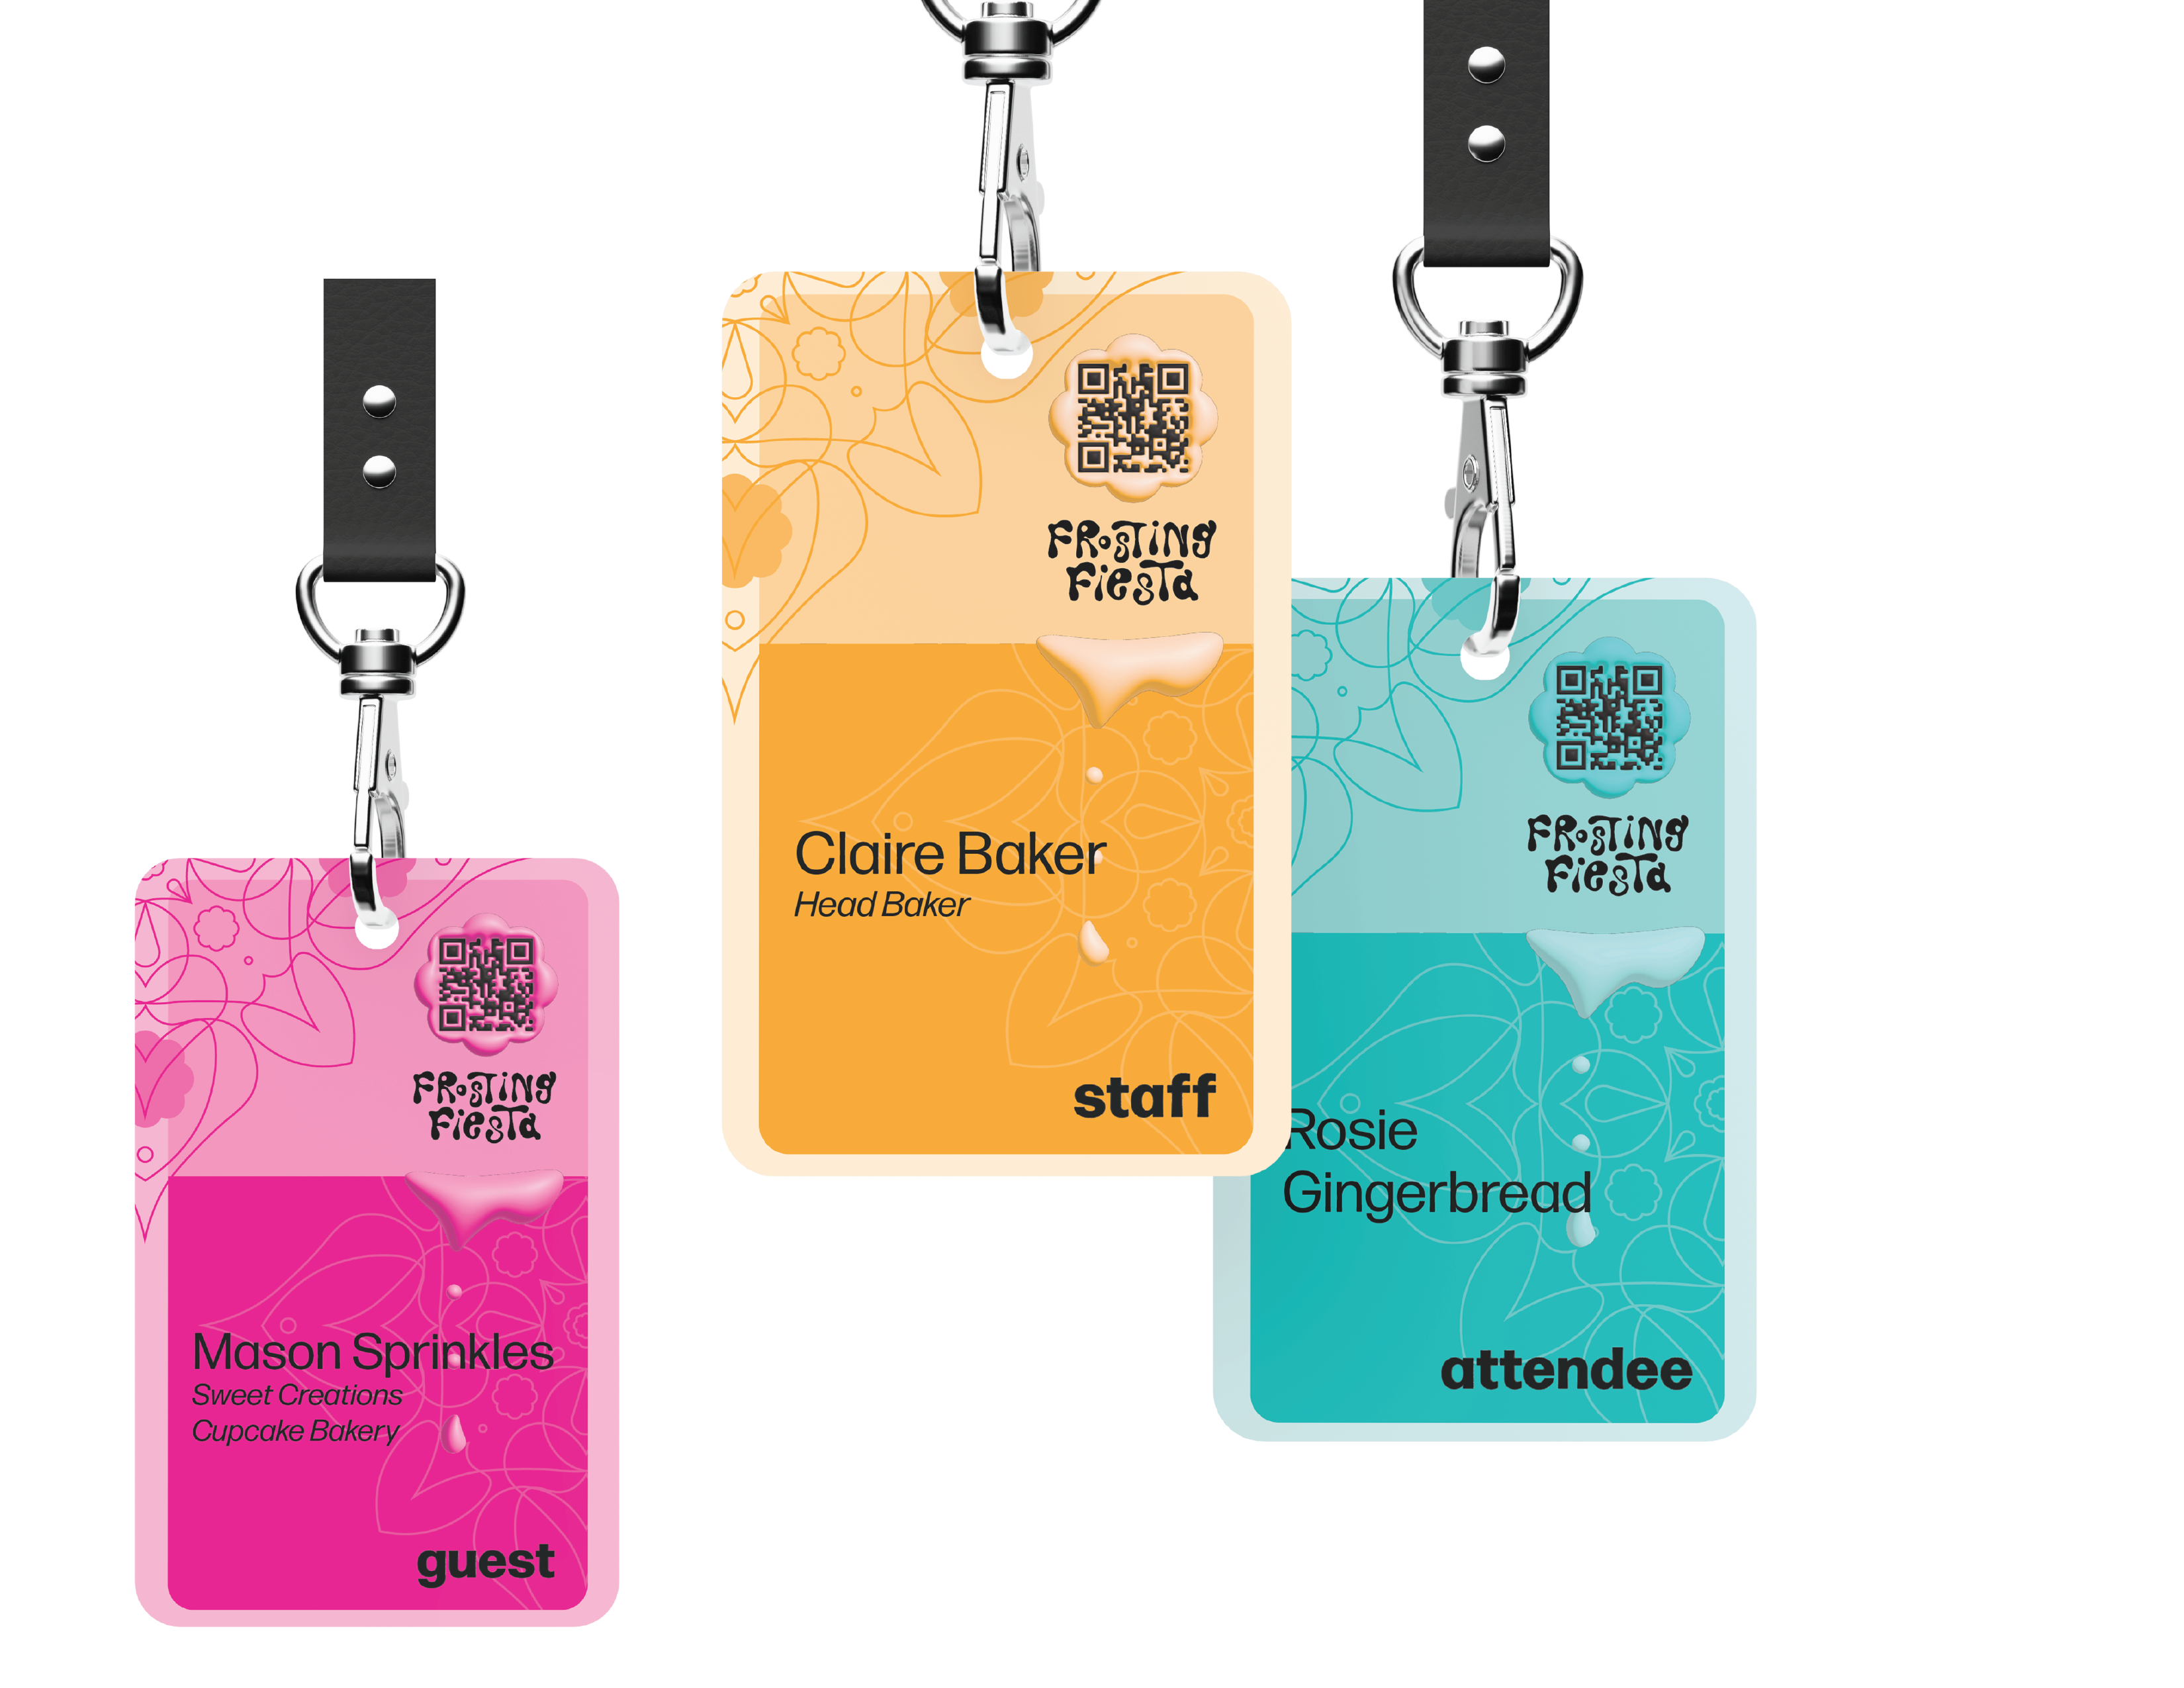 FRosTiNg
FiesTa
Mason Sprinkles
Sweet Creations
Cupcake Bakery
guest
FRosTiNg
FiesTa
Claire Baker
Head Baker
staff
FRosTiNg
FiesTa
Rosie
Gingerbread
attendee